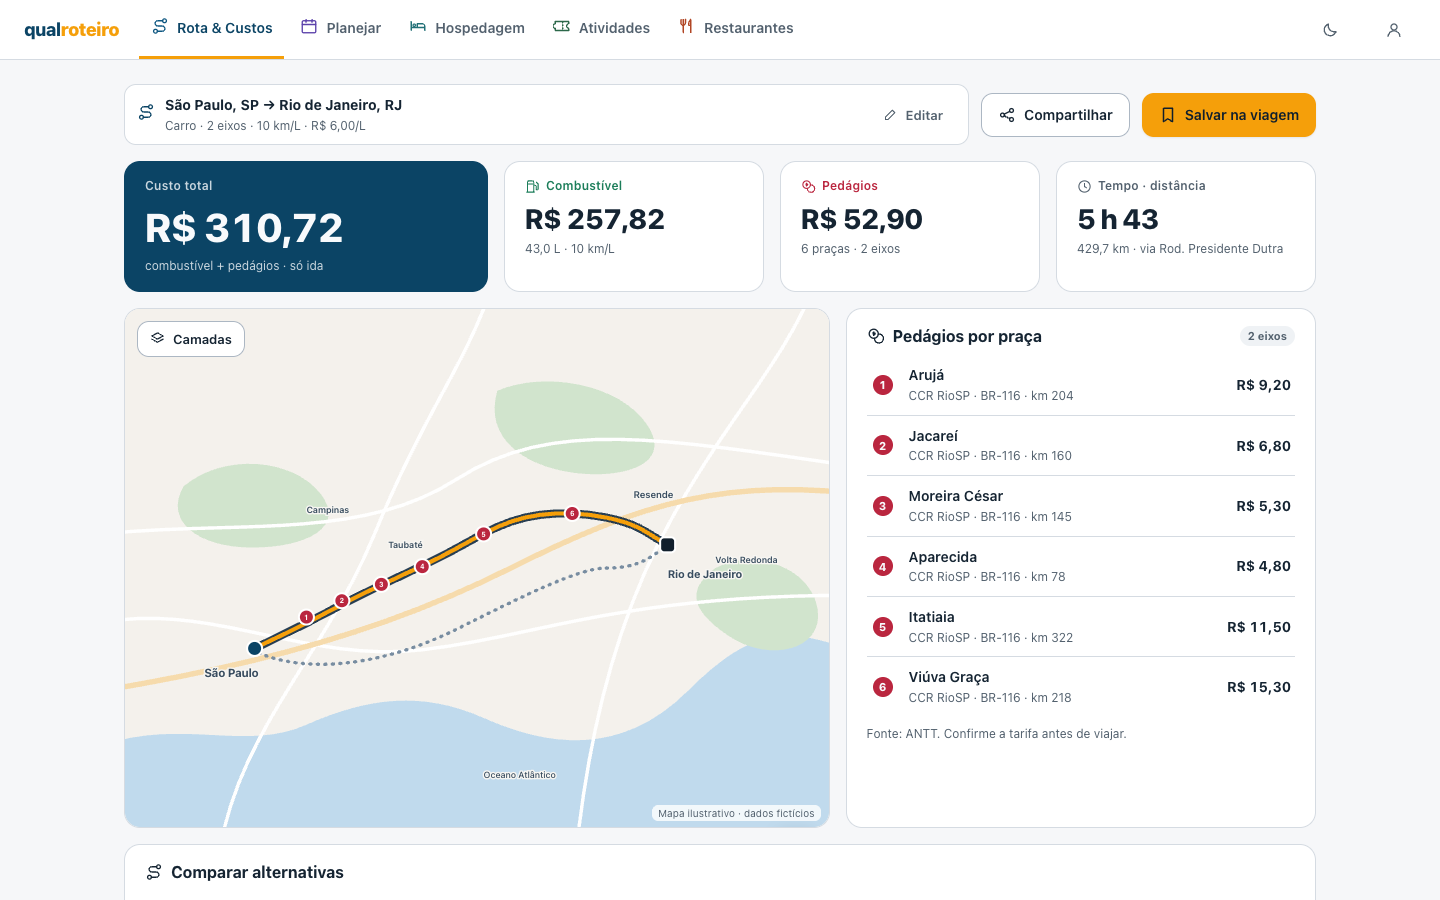 qualroteiro
Rota & Custos
Planejar
Hospedagem
Atividades
Restaurantes
São Paulo, SP → Rio de Janeiro, RJ
Carro · 2 eixos · 10 km/L · R$ 6,00/L
Editar
Compartilhar
Salvar na viagem
Custo total
R$ 310,72
combustível + pedágios · só ida
Combustível
R$ 257,82
43,0 L · 10 km/L
Pedágios
R$ 52,90
6 praças · 2 eixos
Tempo · distância
5 h 43
429,7 km · via Rod. Presidente Dutra
Camadas
Campinas
Taubaté
Resende
Volta Redonda
Rio de Janeiro
São Paulo
Oceano Atlântico
1
2
3
4
5
6
Mapa ilustrativo · dados fictícios
Pedágios por praça
2 eixos
1
Arujá
CCR RioSP · BR-116 · km 204
R$ 9,20
2
Jacareí
CCR RioSP · BR-116 · km 160
R$ 6,80
3
Moreira César
CCR RioSP · BR-116 · km 145
R$ 5,30
4
Aparecida
CCR RioSP · BR-116 · km 78
R$ 4,80
5
Itatiaia
CCR RioSP · BR-116 · km 322
R$ 11,50
6
Viúva Graça
CCR RioSP · BR-116 · km 218
R$ 15,30
Fonte: ANTT. Confirme a tarifa antes de viajar.
Comparar alternativas